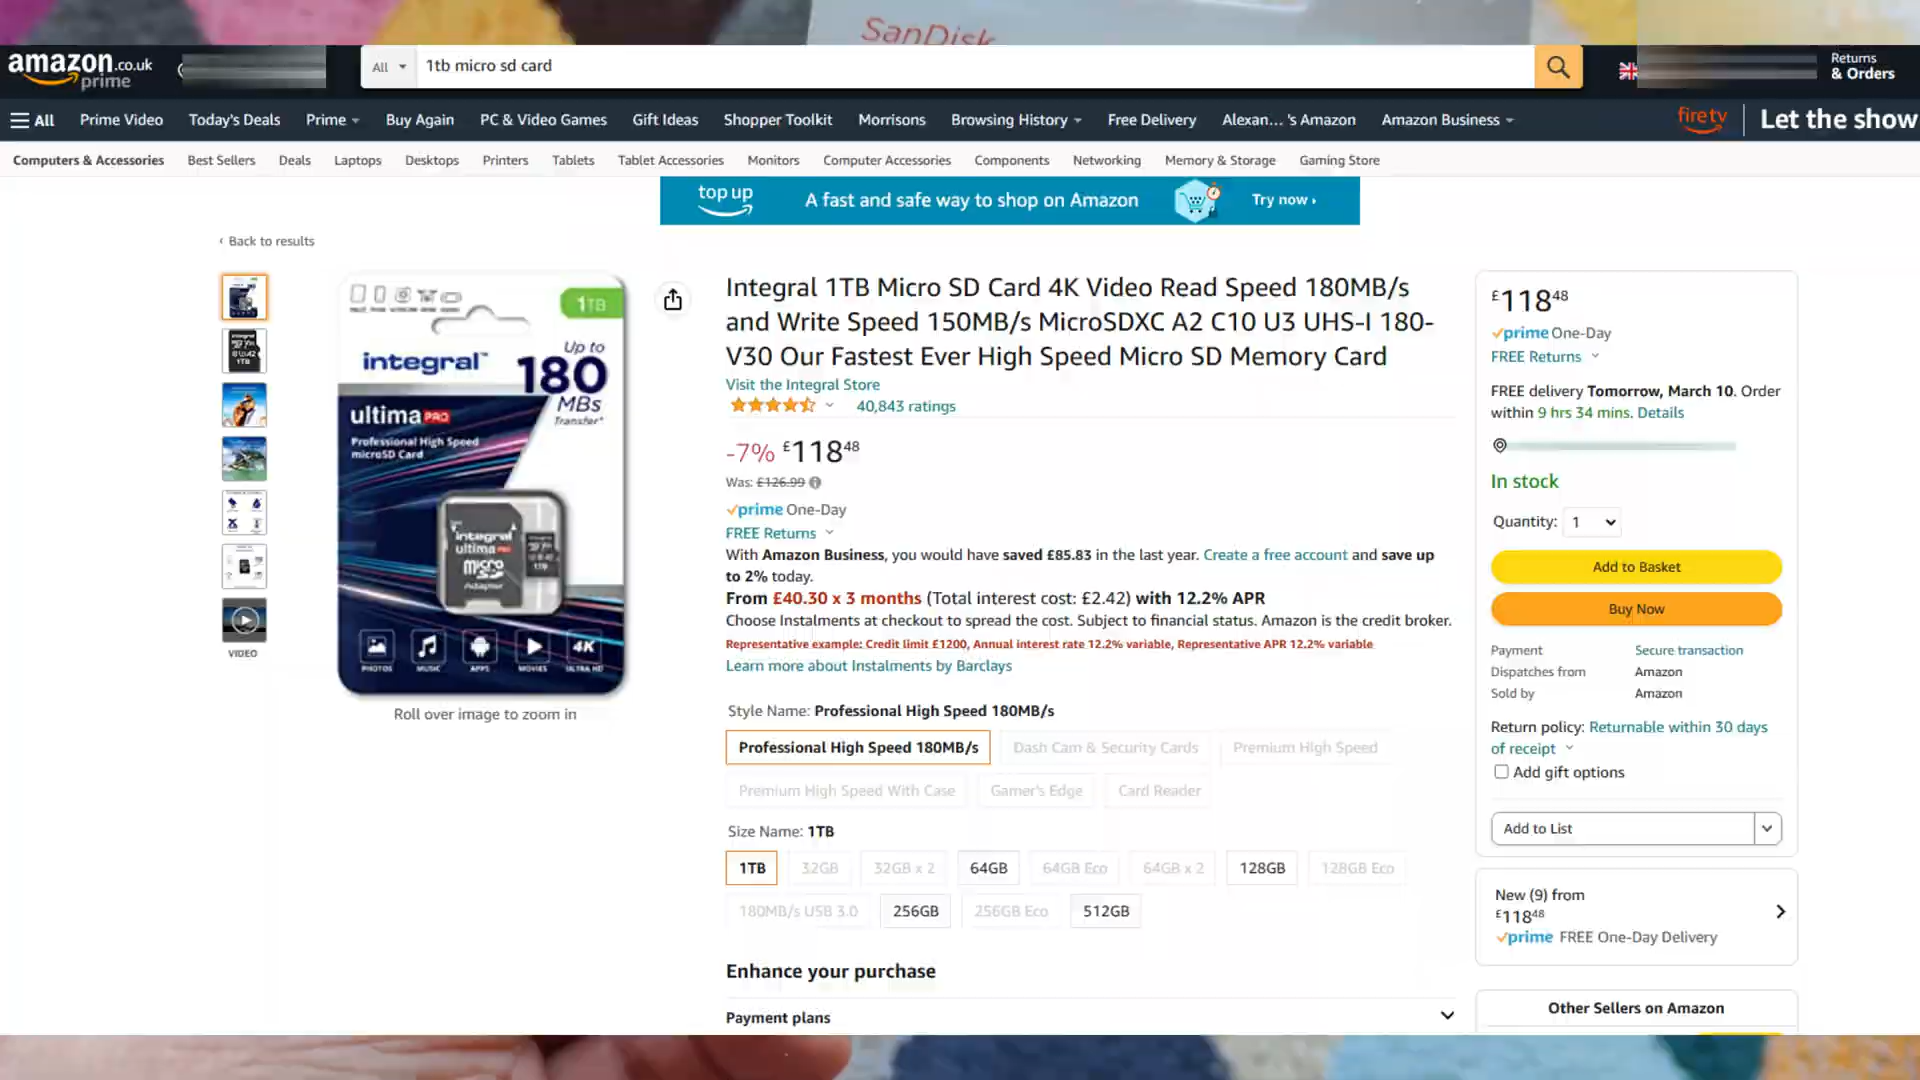 SanDisk
amazon.co.uk
prime
All
1tb micro sd card
Returns
& Orders
All
Prime Video
Today's Deals
Prime
Buy Again
PC & Video Games
Gift Ideas
Shopper Toolkit
Morrisons
Browsing History
Free Delivery
Alexan... 's Amazon
Amazon Business
fire tv
Let the show
Computers & Accessories
Best Sellers
Deals
Laptops
Desktops
Printers
Tablets
Tablet Accessories
Monitors
Computer Accessories
Components
Networking
Memory & Storage
Gaming Store
top up
A fast and safe way to shop on Amazon
Try now ›
‹ Back to results
VIDEO
1TB
integral™
Up to
180
MBs
Transfer*
ultima PRO
Professional High Speed
microSD Card
integral
ultima PRO
micro
SD
Adapter
PHOTOS
MUSIC
APPS
MOVIES
4K
ULTRA HD
Roll over image to zoom in
Integral 1TB Micro SD Card 4K Video Read Speed 180MB/s
and Write Speed 150MB/s MicroSDXC A2 C10 U3 UHS-I 180-
V30 Our Fastest Ever High Speed Micro SD Memory Card
Visit the Integral Store
40,843 ratings
-7% £118 48
Was: £126.99
prime One-Day
FREE Returns
With Amazon Business, you would have saved £85.83 in the last year. Create a free account and save up
to 2% today.
From £40.30 x 3 months (Total interest cost: £2.42) with 12.2% APR
Choose Instalments at checkout to spread the cost. Subject to financial status. Amazon is the credit broker.
Representative example: Credit limit £1200, Annual interest rate 12.2% variable, Representative APR 12.2% variable
Learn more about Instalments by Barclays
Style Name: Professional High Speed 180MB/s
Professional High Speed 180MB/s
Dash Cam & Security Cards
Premium High Speed
Premium High Speed With Case
Gamer's Edge
Card Reader
Size Name: 1TB
1TB
32GB
32GB x 2
64GB
64GB Eco
64GB x 2
128GB
128GB Eco
180MB/s USB 3.0
256GB
256GB Eco
512GB
Enhance your purchase
Payment plans
£118 48
prime One-Day
FREE Returns
FREE delivery Tomorrow, March 10. Order
within 9 hrs 34 mins. Details
In stock
Quantity: 1
Add to Basket
Buy Now
Payment Secure transaction
Dispatches from Amazon
Sold by Amazon
Return policy: Returnable within 30 days
of receipt
Add gift options
Add to List
New (9) from
£118 48
prime FREE One-Day Delivery
Other Sellers on Amazon